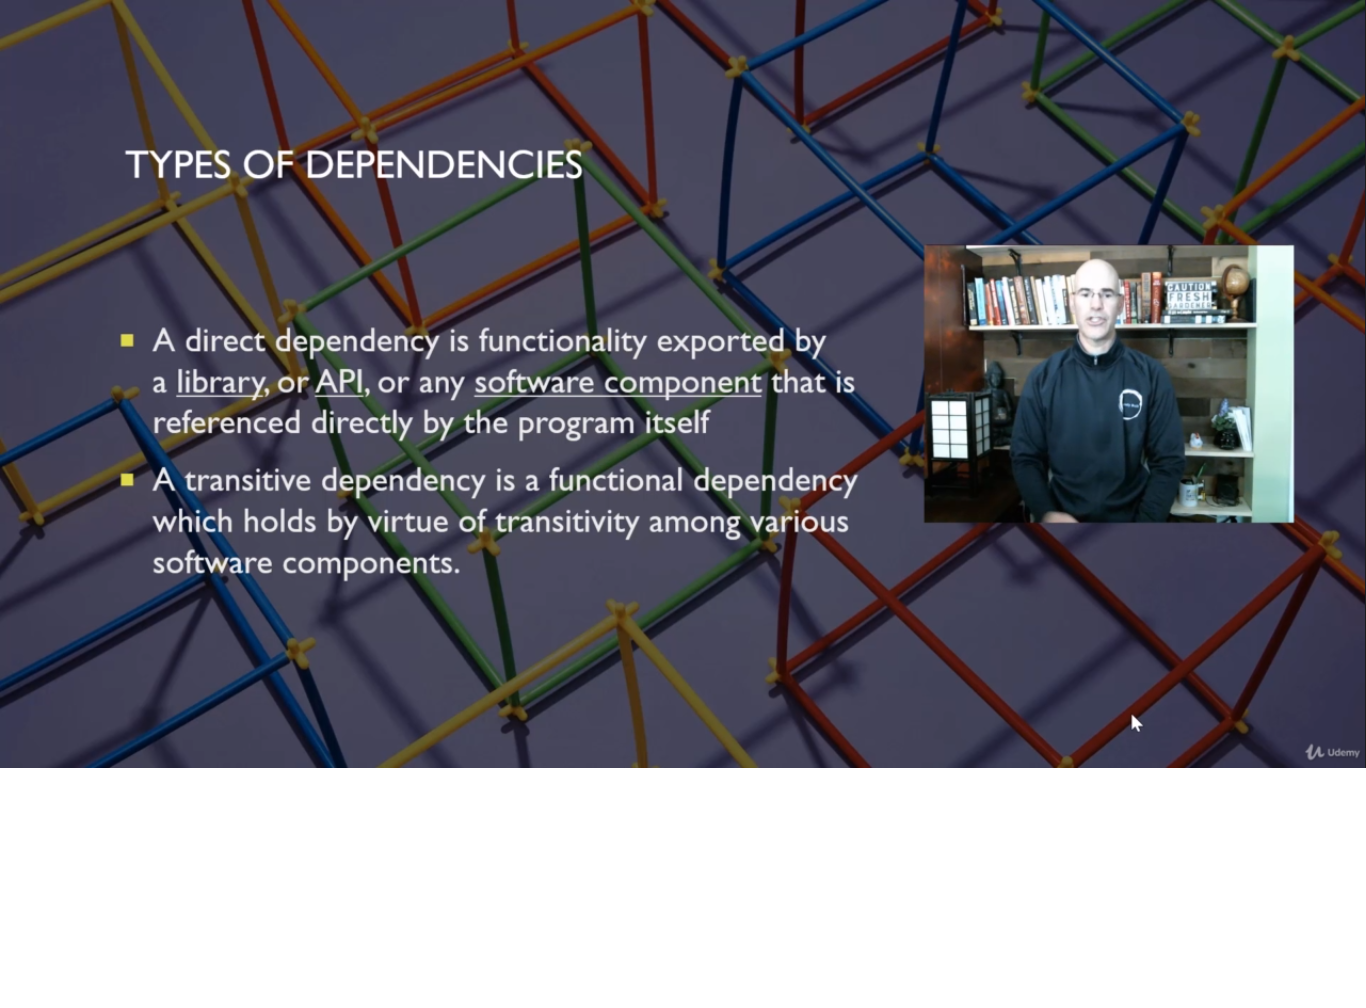 TYPES OF DEPENDENCIES
A direct dependency is functionality exported by
a library, or API, or any software component that is
referenced directly by the program itself
A transitive dependency is a functional dependency
which holds by virtue of transitivity among various
software components.
CAUTION
FRESH
GARDENER
Udemy